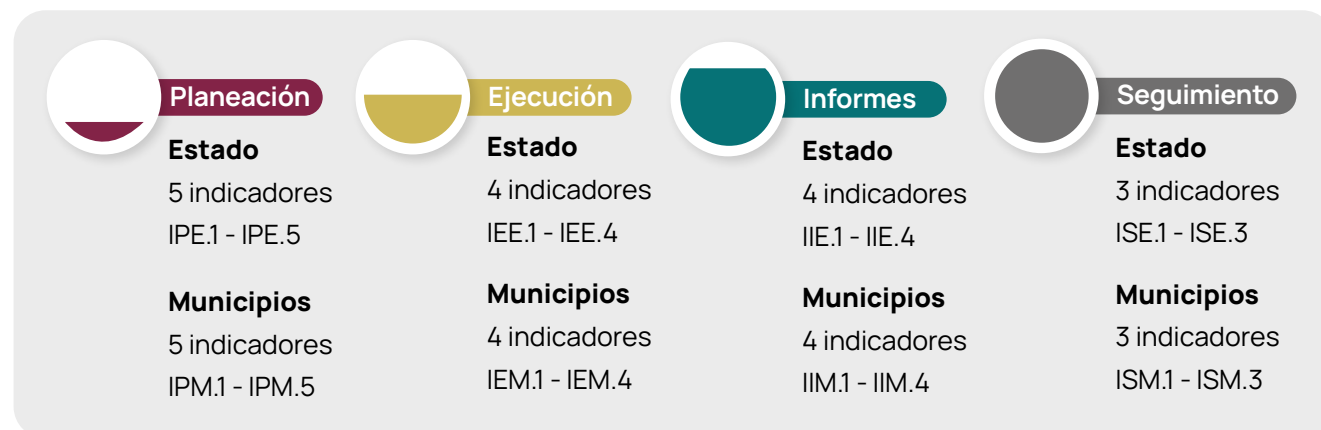 Planeación
Estado
5 indicadores
IPE.1 - IPE.5
Municipios
5 indicadores
IPM.1 - IPM.5
Ejecución
Estado
4 indicadores
IEE.1 - IEE.4
Municipios
4 indicadores
IEM.1 - IEM.4
Informes
Estado
4 indicadores
IIE.1 - IIE.4
Municipios
4 indicadores
IIM.1 - IIM.4
Seguimiento
Estado
3 indicadores
ISE.1 - ISE.3
Municipios
3 indicadores
ISM.1 - ISM.3